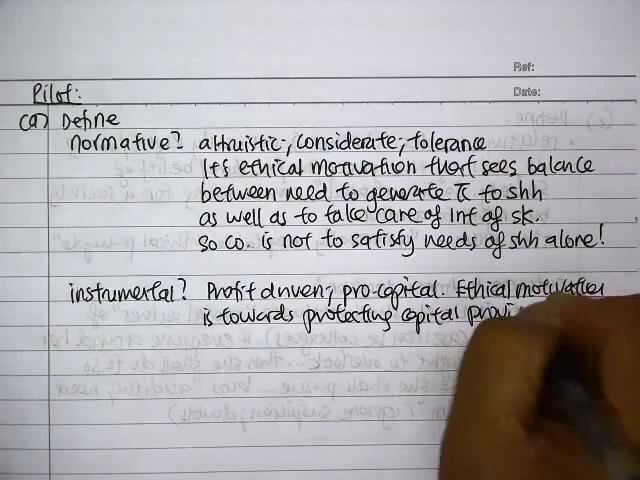 Ref:
Date:
Pilot:
(a) Define
normative? altruistic, considerate, tolerance
It's ethical motivation that sees balance
between need to generate π to shh
as well as to take care of int of sk.
so co. is not to satisfy needs of shh alone!
instrumental? Profit driven; pro-capital. Ethical motivation
is towards protecting capital provi